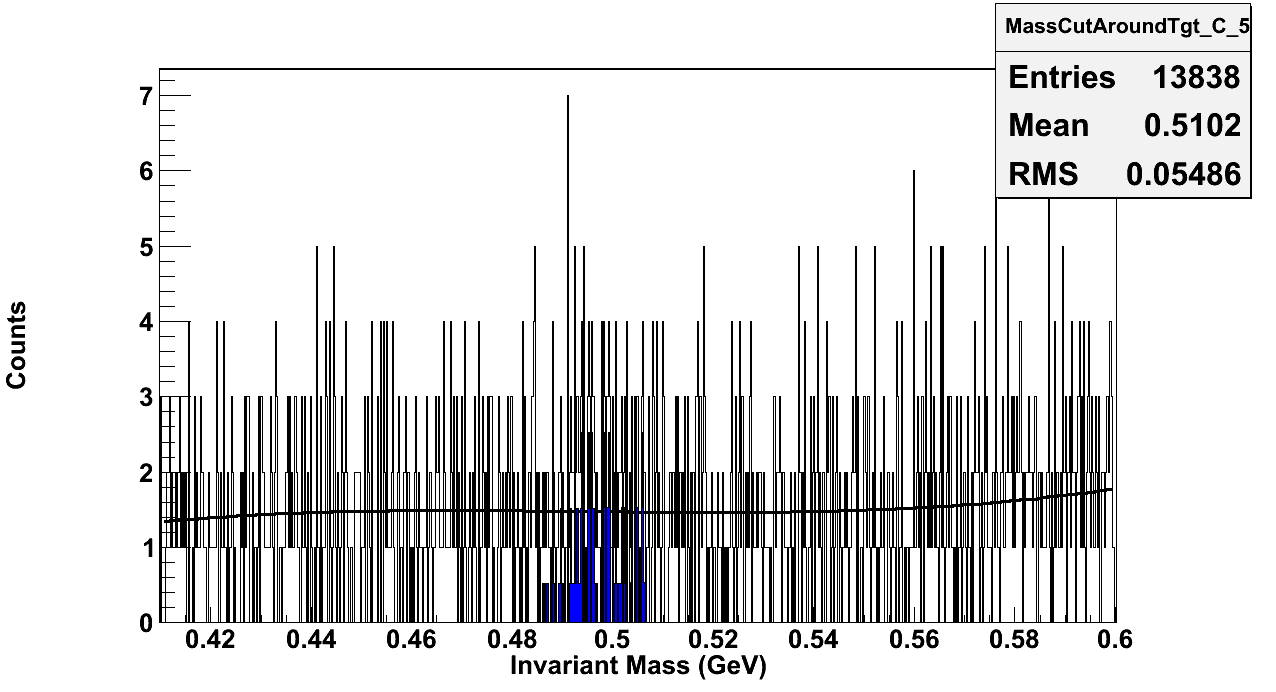 MassCutAroundTgt_C_5
Entries 13838
Mean 0.5102
RMS 0.05486
7
6
5
4
3
2
1
0
0.42 0.44 0.46 0.48 0.5 0.52 0.54 0.56 0.58 0.6
Invariant Mass (GeV)
Counts